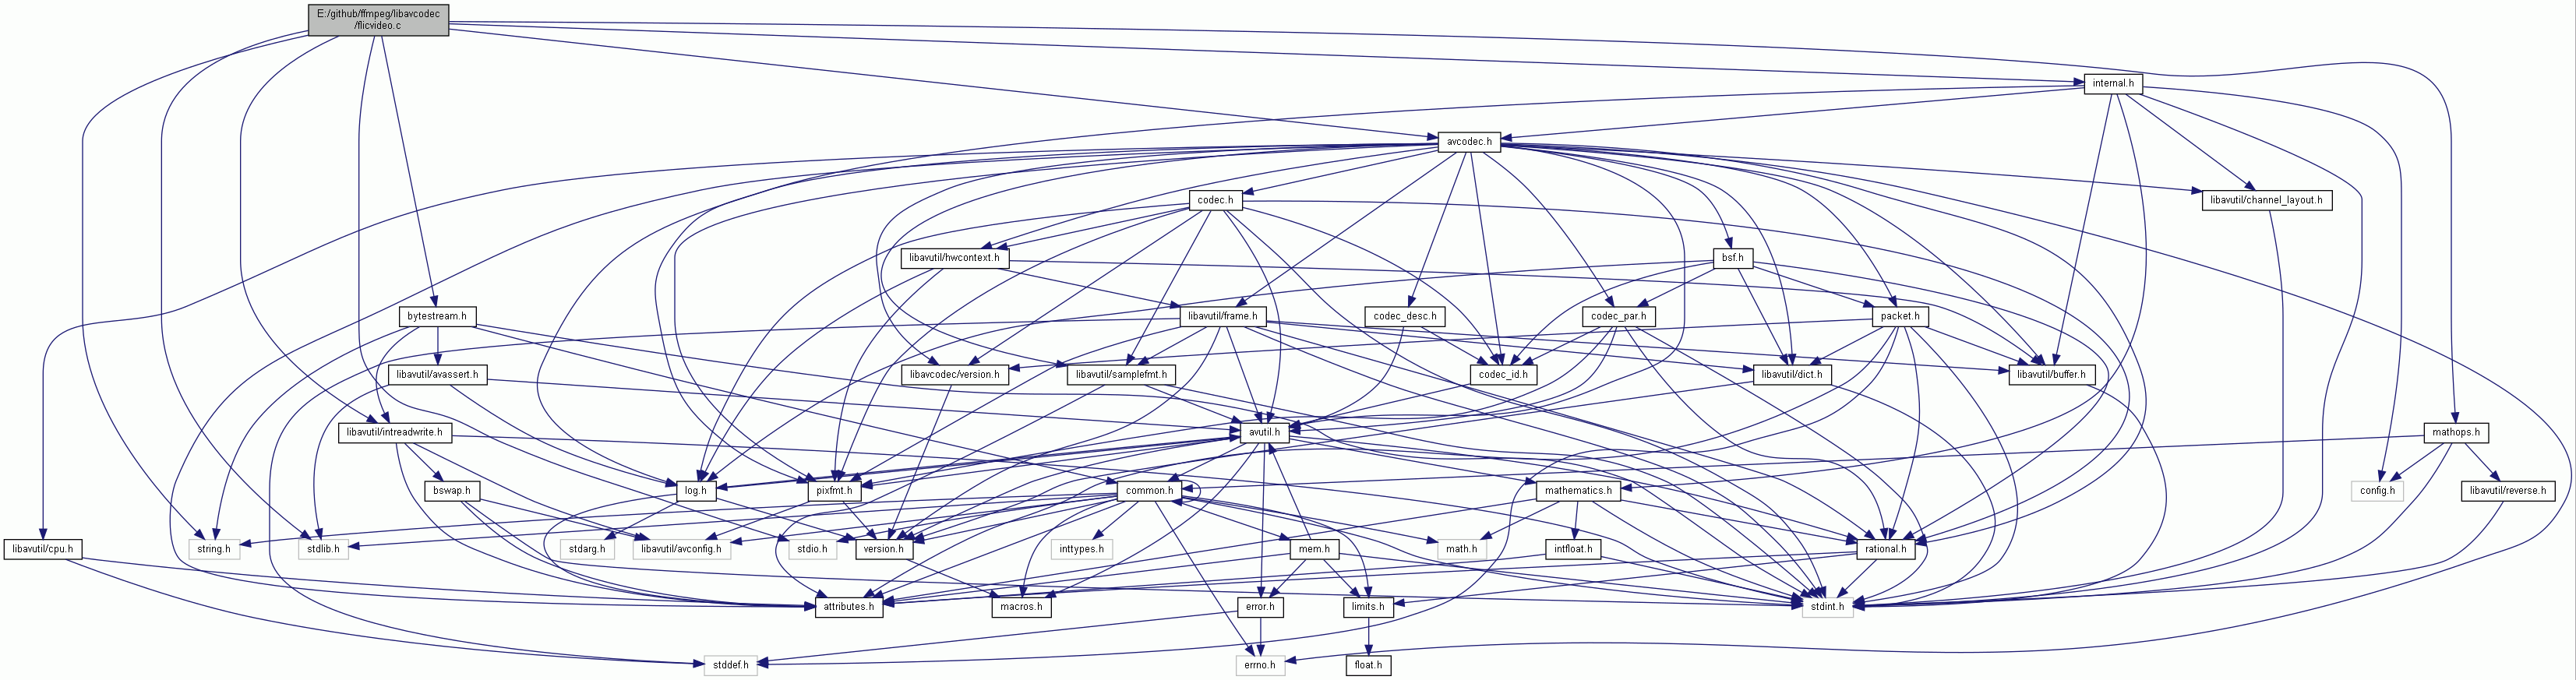 E:/github/ffmpeg/libavcodec
/flicvideo.c
internal.h
avcodec.h
codec.h
libavutil/channel_layout.h
libavutil/hwcontext.h
bsf.h
bytestream.h
libavutil/frame.h
codec_desc.h
codec_par.h
packet.h
libavutil/avassert.h
libavcodec/version.h
libavutil/samplefmt.h
codec_id.h
libavutil/dict.h
libavutil/buffer.h
libavutil/intreadwrite.h
avutil.h
mathops.h
bswap.h
log.h
pixfmt.h
common.h
mathematics.h
config.h
libavutil/reverse.h
libavutil/cpu.h
string.h
stdlib.h
stdarg.h
libavutil/avconfig.h
stdio.h
version.h
inttypes.h
mem.h
math.h
intfloat.h
rational.h
attributes.h
macros.h
error.h
limits.h
stdint.h
stddef.h
errno.h
float.h